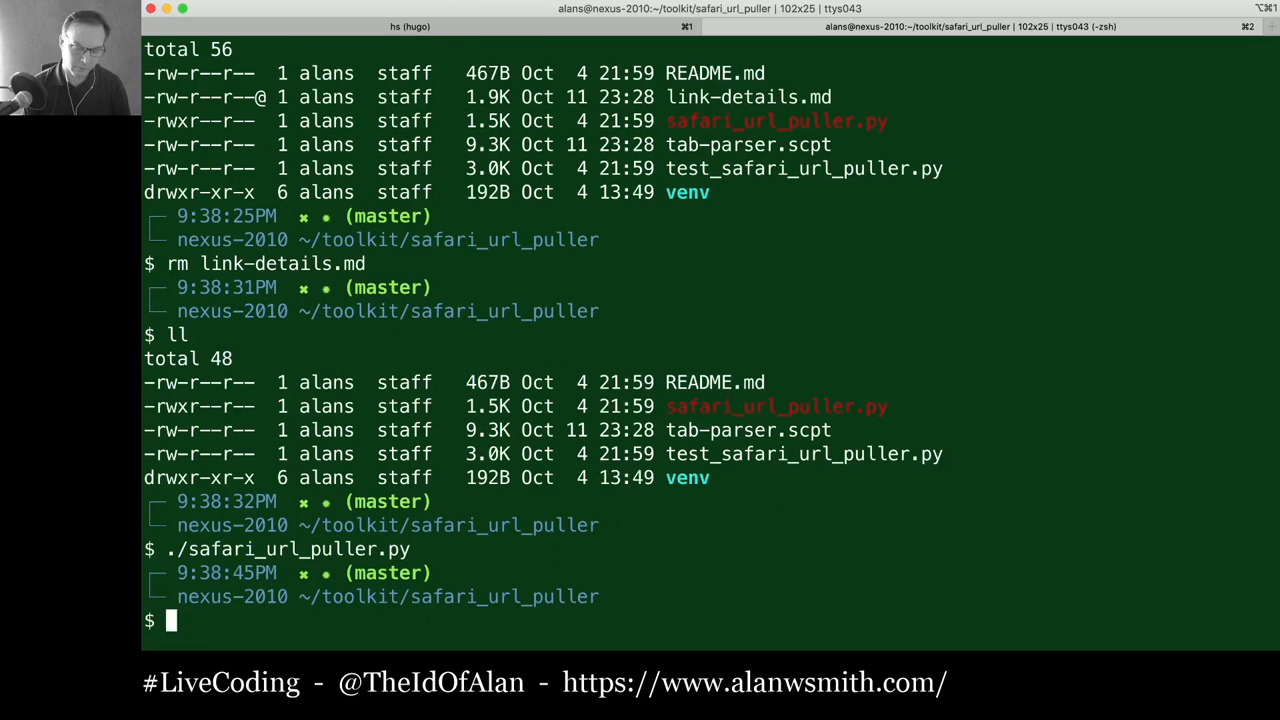 alans@nexus-2010:~/toolkit/safari_url_puller | 102x25 | ttys043
⌥⌘1
hs (hugo) ⌘1
alans@nexus-2010:~/toolkit/safari_url_puller | 102x25 | ttys043 (-zsh) ⌘2
total 56
-rw-r--r-- 1 alans staff 467B Oct 4 21:59 README.md
-rw-r--r--@ 1 alans staff 1.9K Oct 11 23:28 link-details.md
-rwxr--r-- 1 alans staff 1.5K Oct 4 21:59 safari_url_puller.py
-rw-r--r-- 1 alans staff 9.3K Oct 11 23:28 tab-parser.scpt
-rw-r--r-- 1 alans staff 3.0K Oct 4 21:59 test_safari_url_puller.py
drwxr-xr-x 6 alans staff 192B Oct 4 13:49 venv
9:38:25PM ✖ ✹ (master)
nexus-2010 ~/toolkit/safari_url_puller
$ rm link-details.md
9:38:31PM ✖ ✹ (master)
nexus-2010 ~/toolkit/safari_url_puller
$ ll
total 48
-rw-r--r-- 1 alans staff 467B Oct 4 21:59 README.md
-rwxr--r-- 1 alans staff 1.5K Oct 4 21:59 safari_url_puller.py
-rw-r--r-- 1 alans staff 9.3K Oct 11 23:28 tab-parser.scpt
-rw-r--r-- 1 alans staff 3.0K Oct 4 21:59 test_safari_url_puller.py
drwxr-xr-x 6 alans staff 192B Oct 4 13:49 venv
9:38:32PM ✖ ✹ (master)
nexus-2010 ~/toolkit/safari_url_puller
$ ./safari_url_puller.py
9:38:45PM ✖ ✹ (master)
nexus-2010 ~/toolkit/safari_url_puller
$
#LiveCoding - @TheIdOfAlan - https://www.alanwsmith.com/